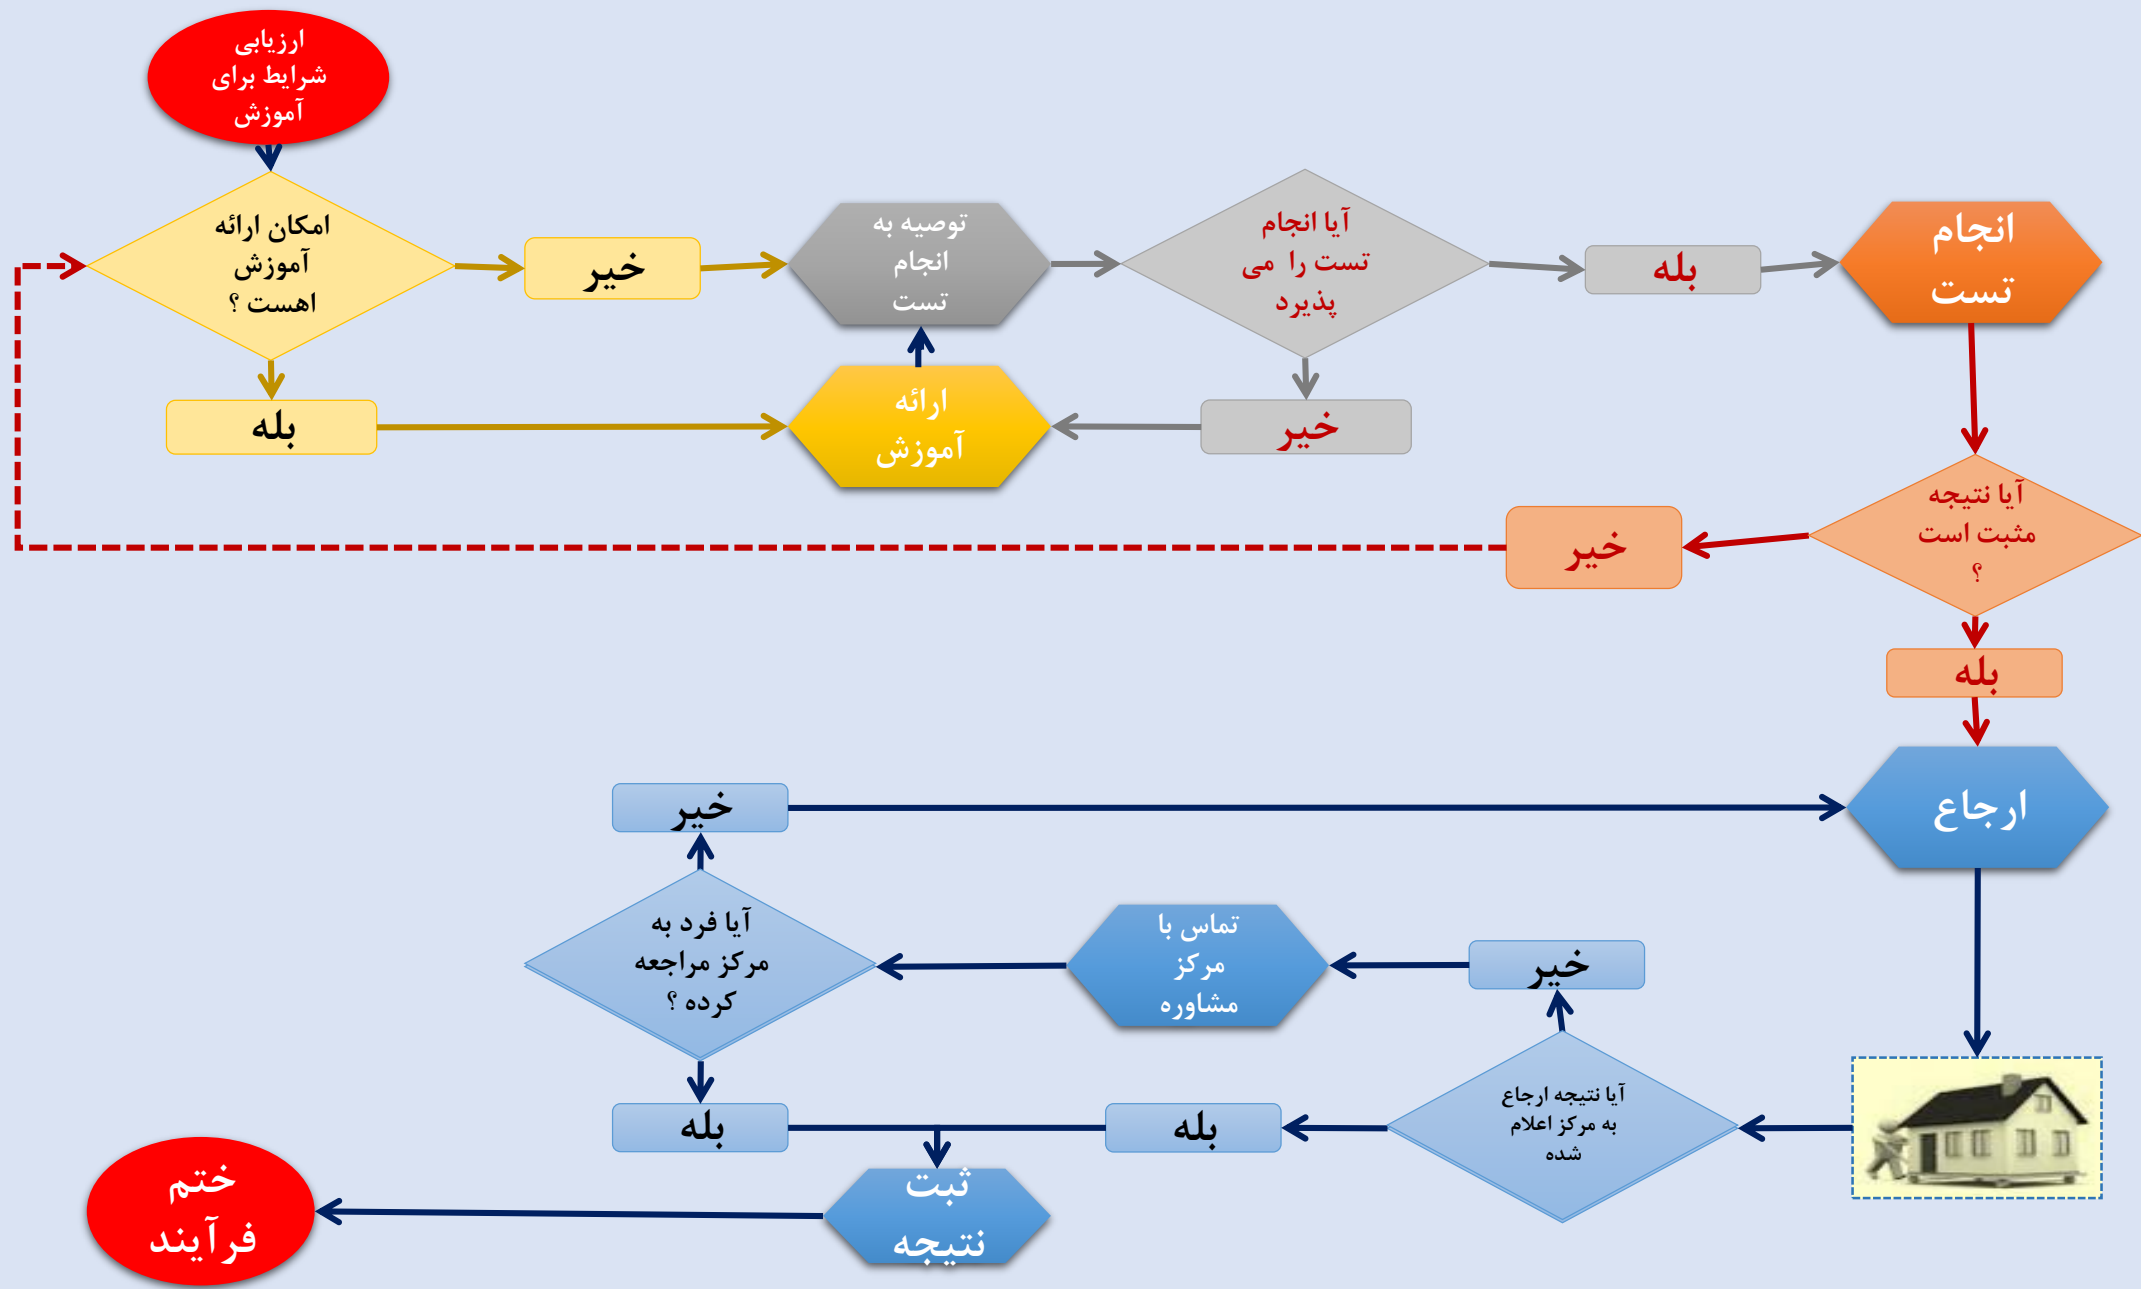 ارزیابی
شرایط برای
آموزش
امکان ارائه
آموزش
اهست ؟
خیر
بله
توصیه به
انجام
تست
ارائه
آموزش
آیا انجام
تست را می
پذیرد
بله
خیر
انجام
تست
آیا نتیجه
مثبت است
؟
خیر
بله
ارجاع
آیا نتیجه ارجاع
به مرکز اعلام
شده
خیر
بله
تماس با
مرکز
مشاوره
آیا فرد به
مرکز مراجعه
کرده ؟
خیر
بله
ثبت
نتیجه
ختم
فرآیند